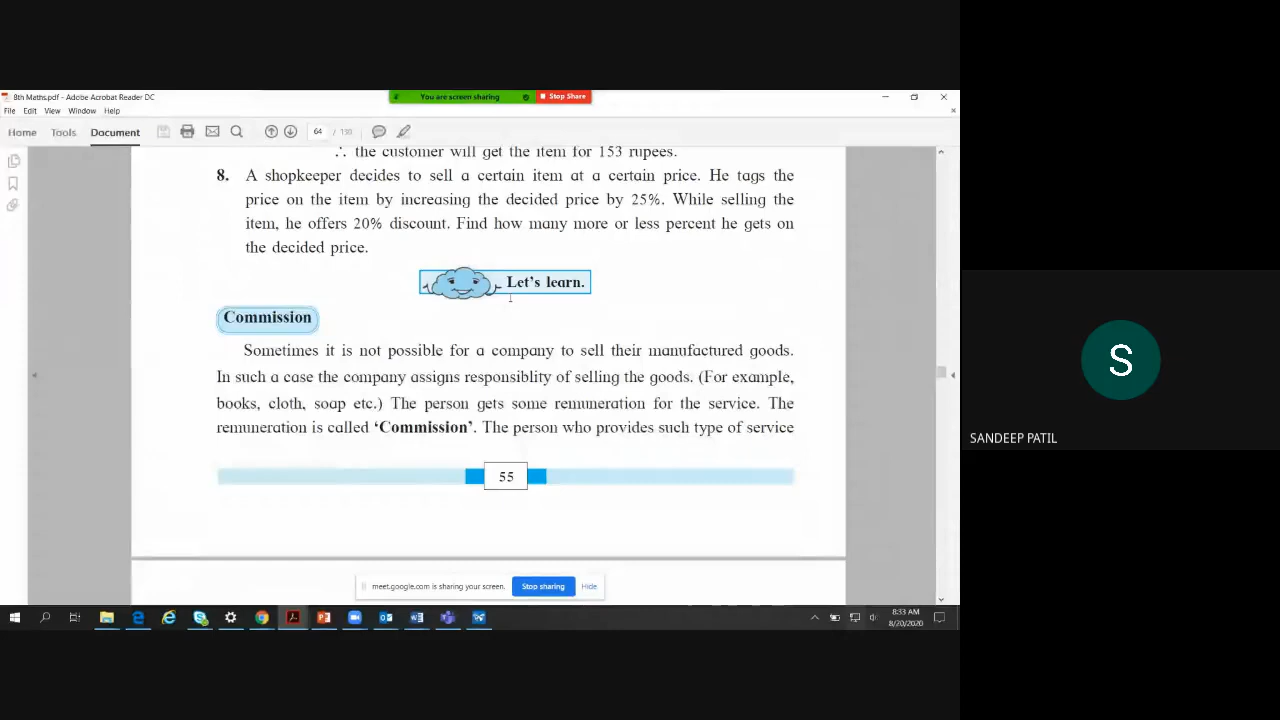 8th Maths.pdf - Adobe Acrobat Reader DC
You are screen sharing
Stop Share
File Edit View Window Help
Home Tools Document
64 / 130
∴ the customer will get the item for 153 rupees.
8. A shopkeeper decides to sell a certain item at a certain price. He tags the
price on the item by increasing the decided price by 25%. While selling the
item, he offers 20% discount. Find how many more or less percent he gets on
the decided price.
Let's learn.
Commission
Sometimes it is not possible for a company to sell their manufactured goods.
In such a case the company assigns responsiblity of selling the goods. (For example,
books, cloth, soap etc.) The person gets some remuneration for the service. The
remuneration is called 'Commission'. The person who provides such type of service
55
meet.google.com is sharing your screen. Stop sharing Hide
8:33 AM
8/20/2020
S
SANDEEP PATIL